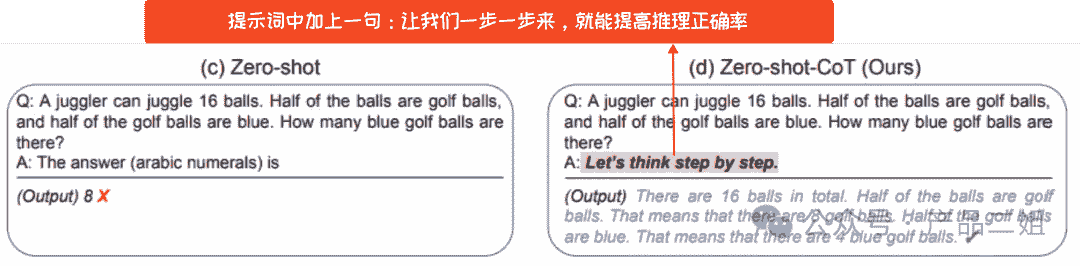 提示词中加上一句：让我们一步一步来，就能提高推理正确率
(c) Zero-shot
Q: A juggler can juggle 16 balls. Half of the balls are golf balls,
and half of the golf balls are blue. How many blue golf balls are
there?
A: The answer (arabic numerals) is
(Output) 8 X
(d) Zero-shot-CoT (Ours)
Q: A juggler can juggle 16 balls. Half of the balls are golf balls,
and half of the golf balls are blue. How many blue golf balls are
there?
A: Let's think step by step.
(Output) There are 16 balls in total. Half of the balls are golf
balls. That means that there are 8 golf balls. Half of the golf balls
are blue. That means that there are 4 blue golf balls. ✓
公众号 · 产品二姐